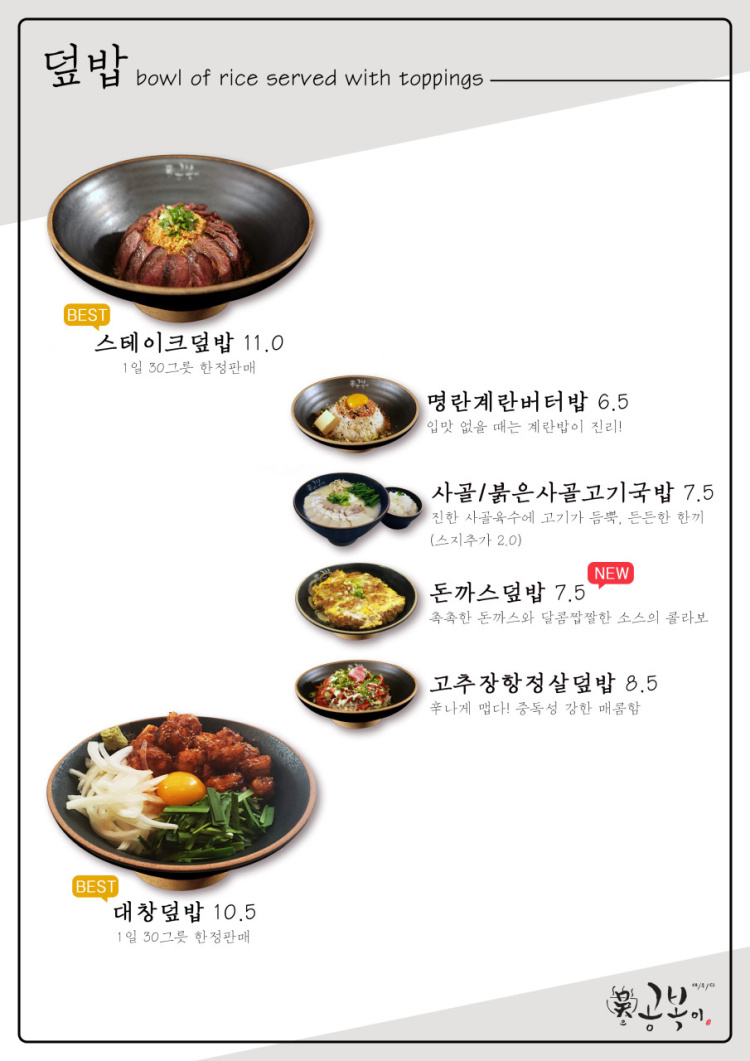 덮밥 bowl of rice served with toppings
BEST
스테이크덮밥 11.0
1일 30그릇 한정판매
명란계란버터밥 6.5
입맛 없을 때는 계란밥이 진리!
사골/붉은사골고기국밥 7.5
진한 사골육수에 고기가 듬뿍, 든든한 한끼
(스지추가 2.0)
NEW
돈까스덮밥 7.5
촉촉한 돈까스와 달콤짭짤한 소스의 콜라보
고추장항정살덮밥 8.5
辛나게 맵다! 중독성 강한 매콤함
BEST
대창덮밥 10.5
1일 30그릇 한정판매
공복이